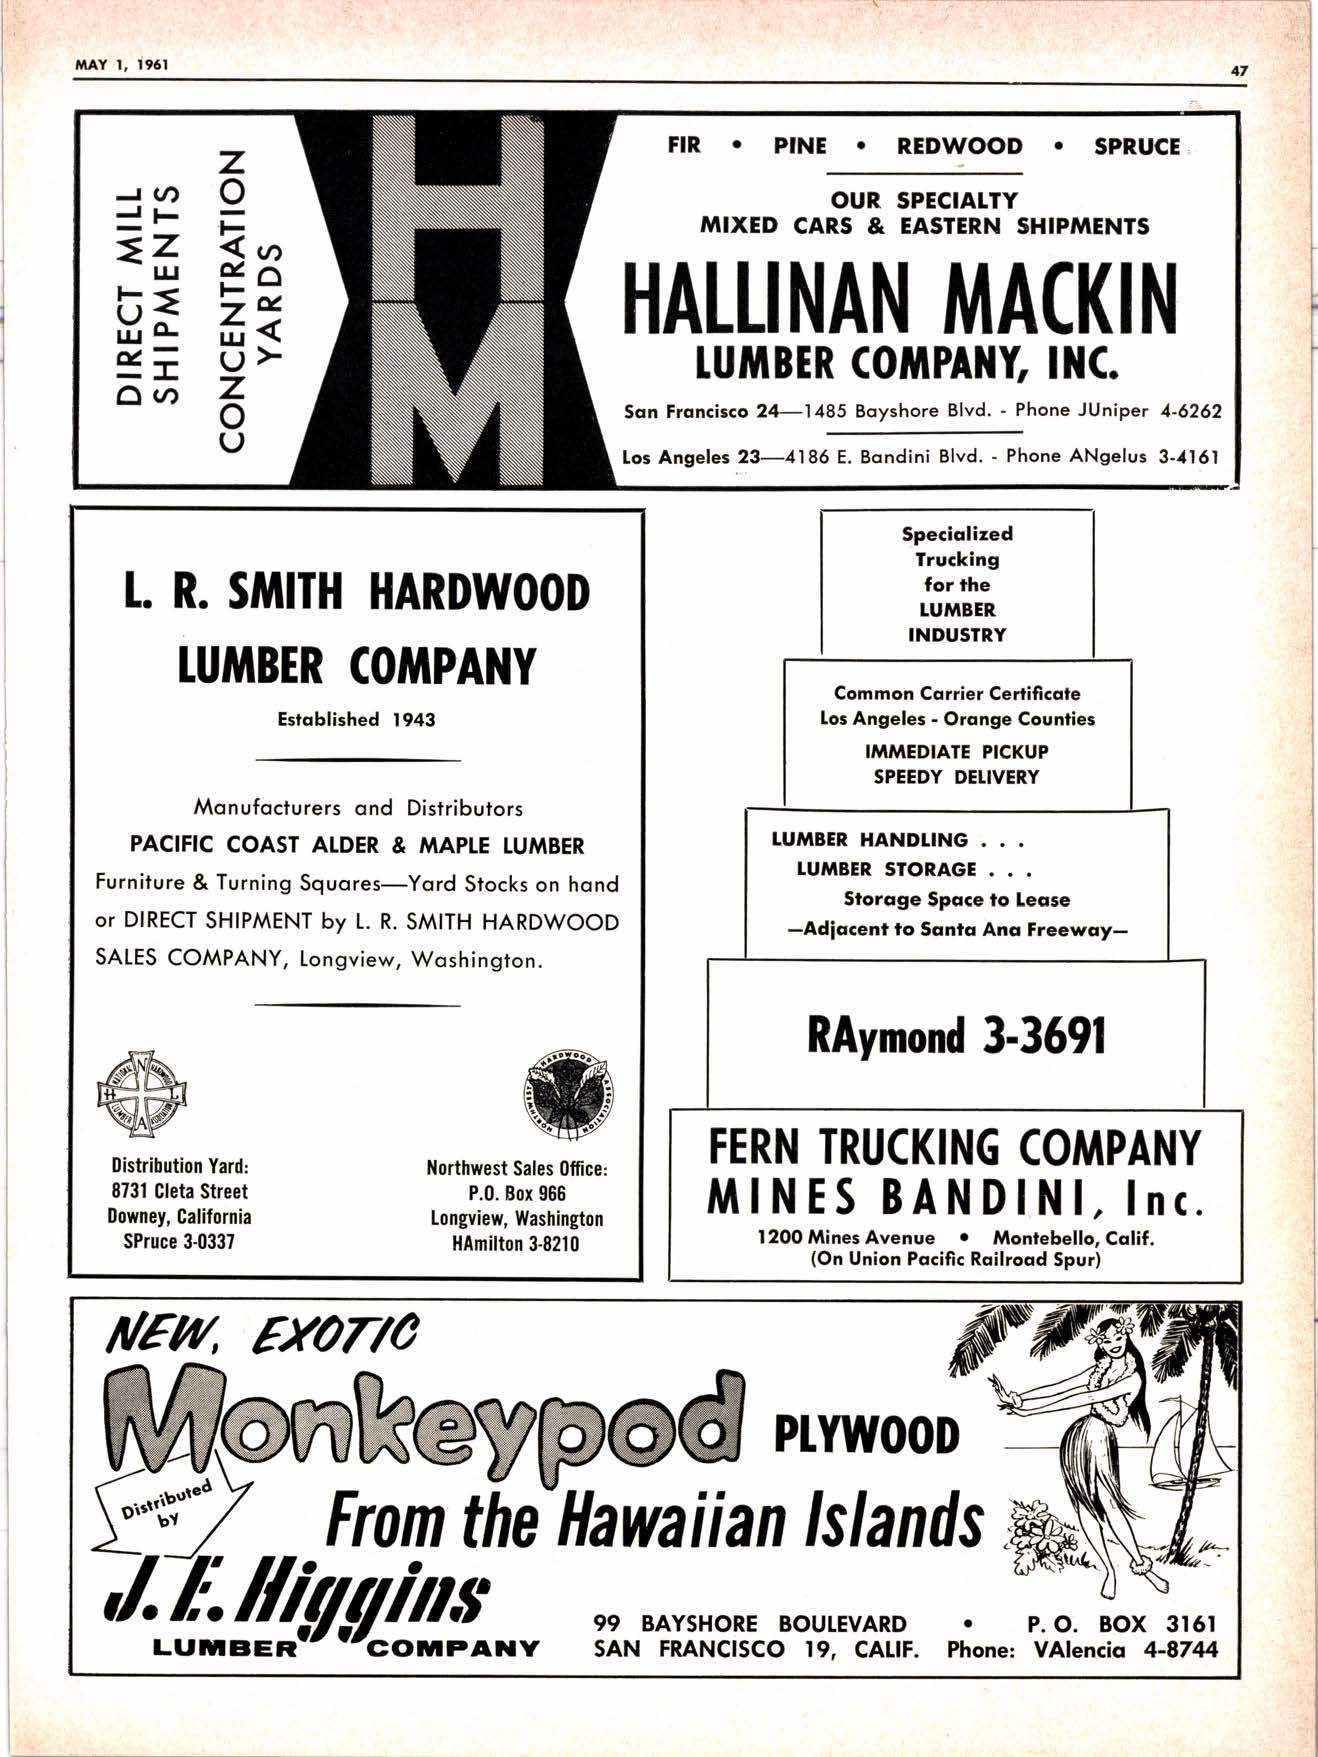 MAY 1, 1961
47
DIRECT MILL
SHIPMENTS
CONCENTRATION
YARDS
HM
FIR • PINE • REDWOOD • SPRUCE
OUR SPECIALTY
MIXED CARS & EASTERN SHIPMENTS
HALLINAN MACKIN
LUMBER COMPANY, INC.
San Francisco 24—1485 Bayshore Blvd. - Phone JUniper 4-6262
Los Angeles 23—4186 E. Bandini Blvd. - Phone ANgelus 3-4161
L. R. SMITH HARDWOOD
LUMBER COMPANY
Established 1943
Manufacturers and Distributors
PACIFIC COAST ALDER & MAPLE LUMBER
Furniture & Turning Squares—Yard Stocks on hand
or DIRECT SHIPMENT by L. R. SMITH HARDWOOD
SALES COMPANY, Longview, Washington.
NATIONAL HARDWOOD
N
H L
LUMBER ASSOCIATION
A
NORTHWEST HARDWOOD ASSOCIATION
Distribution Yard:
8731 Cleta Street
Downey, California
SPruce 3-0337
Northwest Sales Office:
P.O. Box 966
Longview, Washington
HAmilton 3-8210
Specialized
Trucking
for the
LUMBER
INDUSTRY
Common Carrier Certificate
Los Angeles - Orange Counties
IMMEDIATE PICKUP
SPEEDY DELIVERY
LUMBER HANDLING . . .
LUMBER STORAGE . . .
Storage Space to Lease
—Adjacent to Santa Ana Freeway—
RAymond 3-3691
FERN TRUCKING COMPANY
MINES BANDINI, Inc.
1200 Mines Avenue • Montebello, Calif.
(On Union Pacific Railroad Spur)
NEW, EXOTIC
Monkeypod PLYWOOD
From the Hawaiian Islands
Distributed
by
J. E. Higgins
LUMBER COMPANY
99 BAYSHORE BOULEVARD • P. O. BOX 3161
SAN FRANCISCO 19, CALIF. Phone: VAlencia 4-8744